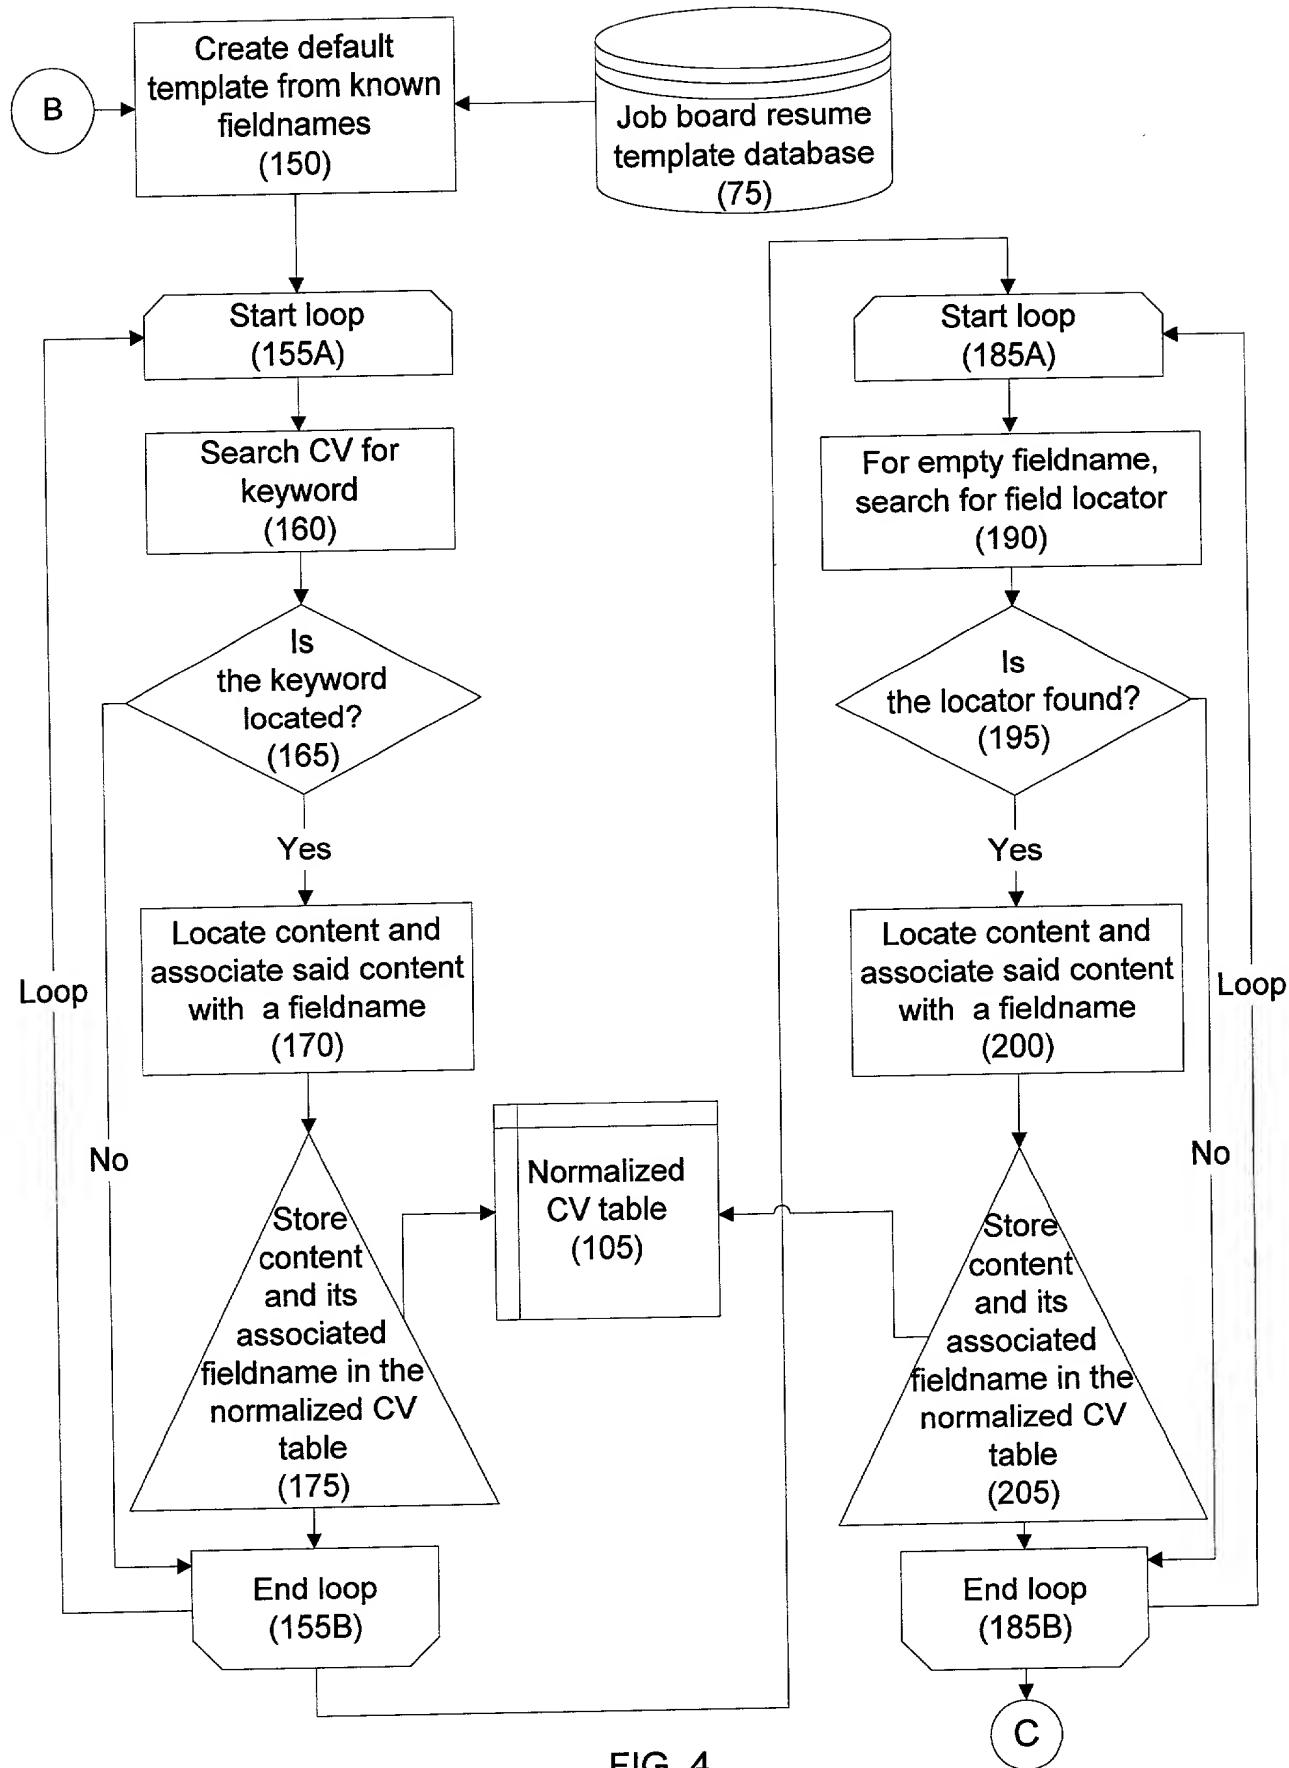 B
Create default
template from known
fieldnames
(150)
Job board resume
template database
(75)
Start loop
(155A)
Search CV for
keyword
(160)
Is
the keyword
located?
(165)
Yes
Locate content and
associate said content
with a fieldname
(170)
Loop
No
Store
content
and its
associated
fieldname in the
normalized CV
table
(175)
End loop
(155B)
Normalized
CV table
(105)
Start loop
(185A)
For empty fieldname,
search for field locator
(190)
Is
the locator found?
(195)
Yes
Locate content and
associate said content
with a fieldname
(200)
Loop
No
Store
content
and its
associated
fieldname in the
normalized CV
table
(205)
End loop
(185B)
C
FIG. 4